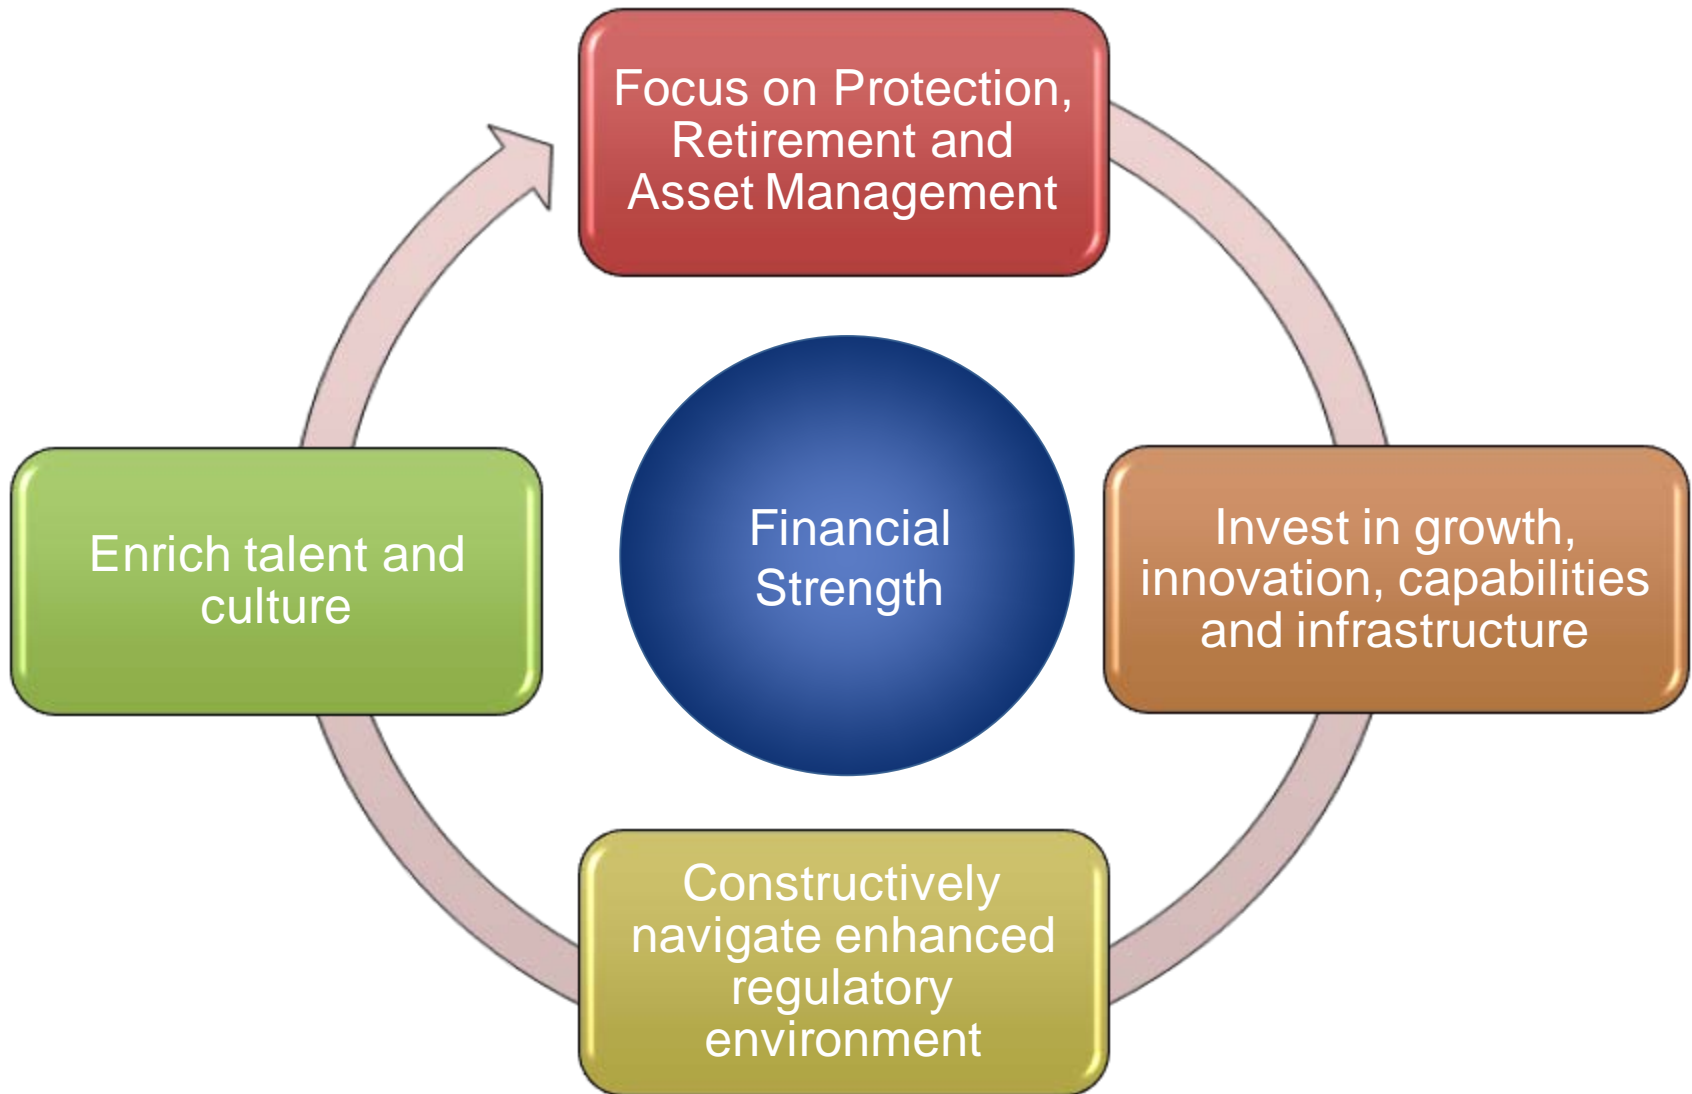 Focus on Protection,
Retirement and
Asset Management
Invest in growth,
innovation, capabilities
and infrastructure
Constructively
navigate enhanced
regulatory
environment
Enrich talent and
culture
Financial
Strength